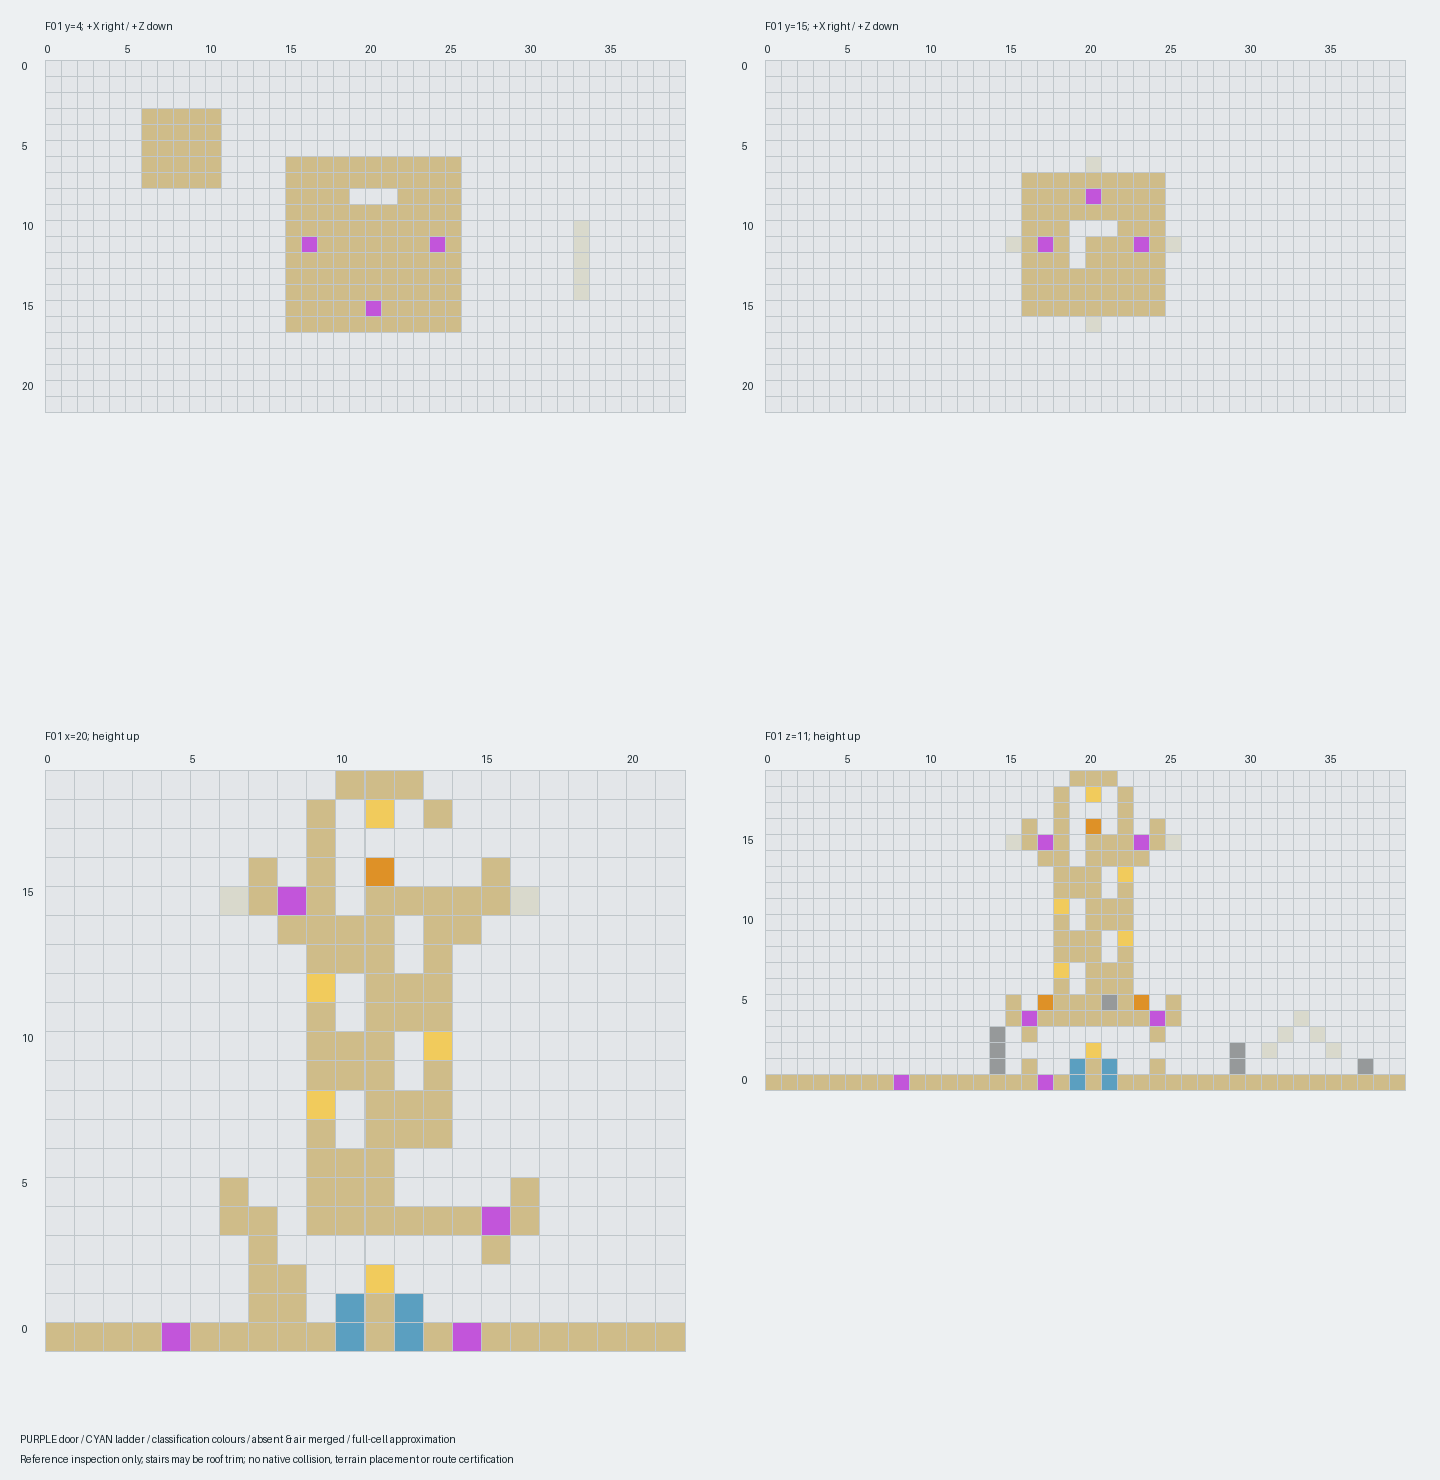 F01 y=4; +X right / +Z down
F01 y=15; +X right / +Z down
0 5 10 15 20 25 30 35
0 5 10 15 20 25 30 35
0
5
10
15
20
0
5
10
15
20
F01 x=20; height up
F01 z=11; height up
0 5 10 15 20
0 5 10 15 20 25 30 35
15
10
5
0
15
10
5
0
PURPLE door / CYAN ladder / classification colours / absent & air merged / full-cell approximation
Reference inspection only; stairs may be roof trim; no native collision, terrain placement or route certification